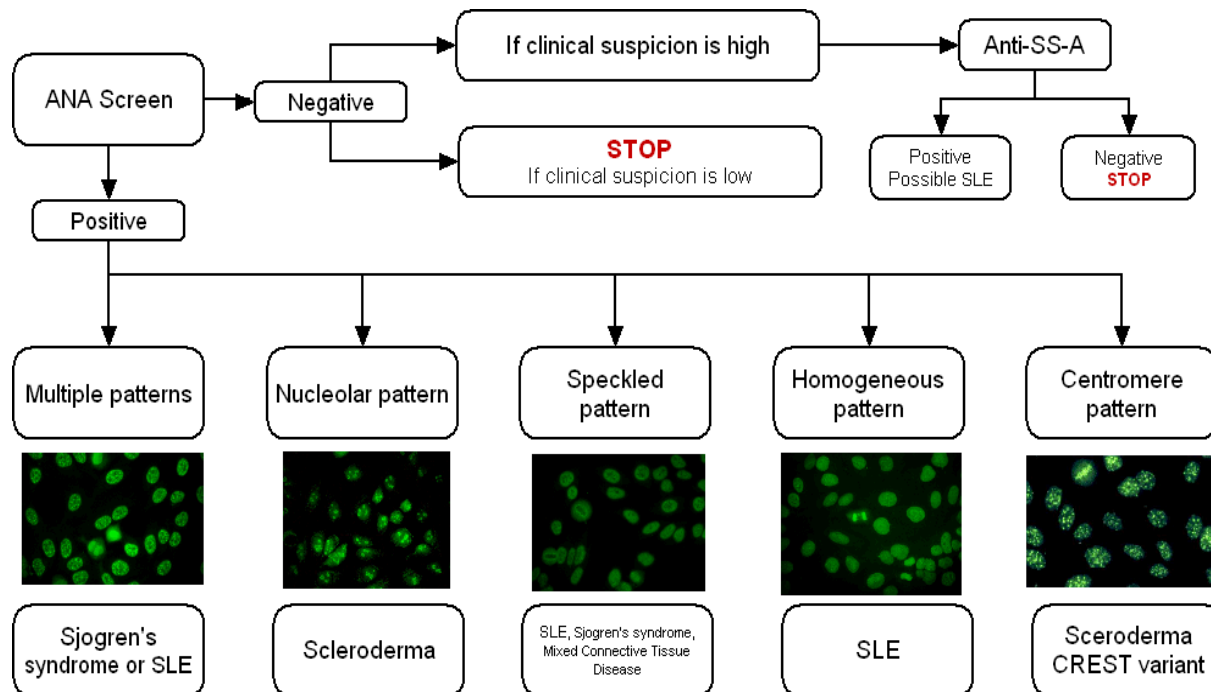 If clinical suspicion is high
Anti-SS-A
ANA Screen
Negative
STOP
If clinical suspicion is low
Positive
Possible SLE
Negative
STOP
Positive
Multiple patterns
Nucleolar pattern
Speckled
pattern
Homogeneous
pattern
Centromere
pattern
Sjogren's
syndrome or SLE
Scleroderma
SLE, Sjogren's syndrome,
Mixed Connective Tissue
Disease
SLE
Sceroderma
CREST variant